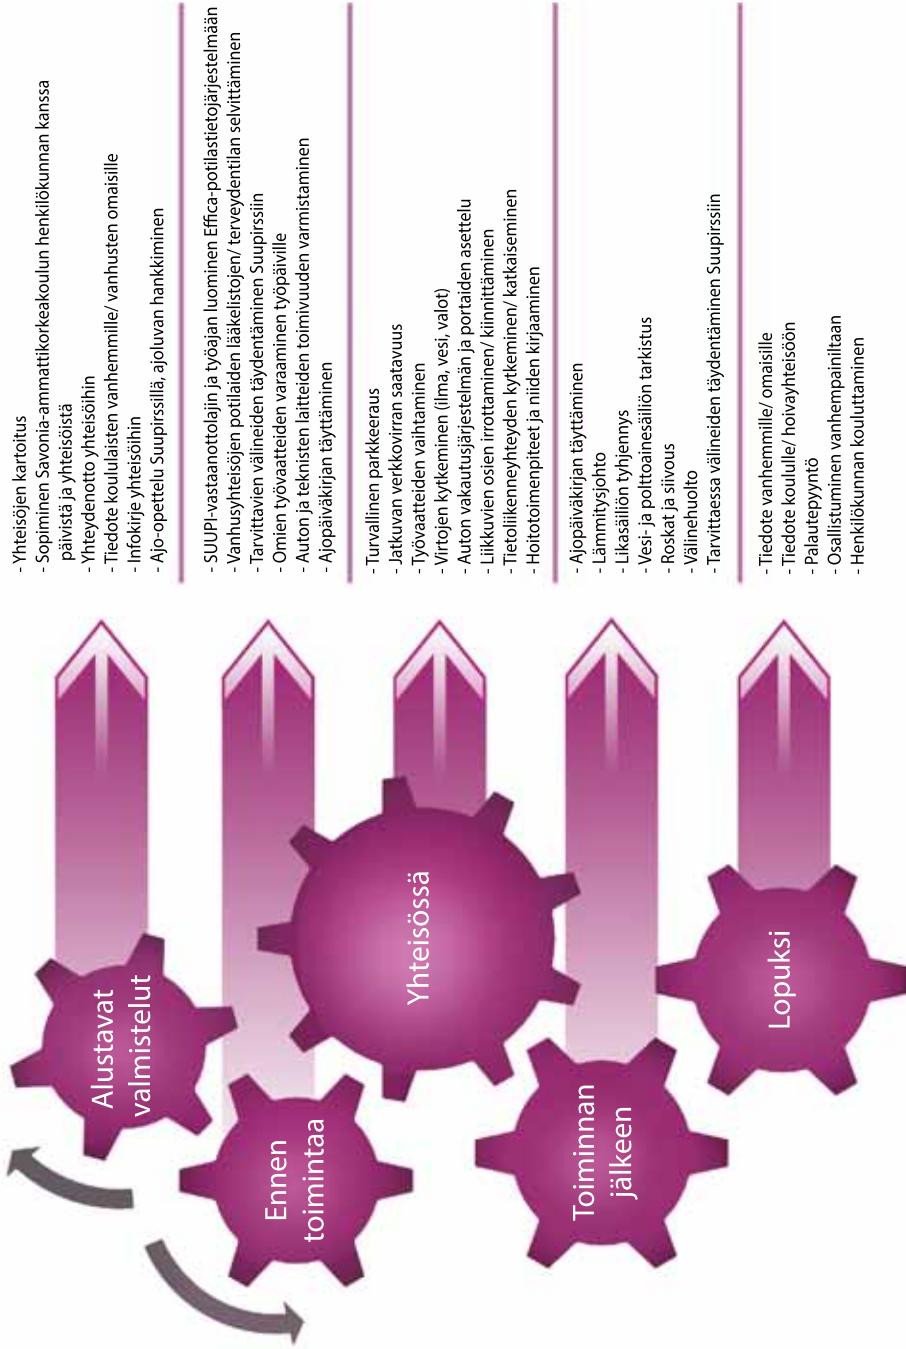 Alustavat
valmistelut
- Yhteisöjen kartoitus
- Sopiminen Savonia-ammattikorkeakoulun henkilökunnan kanssa
päivistä ja yhteisöistä
- Yhteydenotto yhteisöihin
- Tiedote koululaisten vanhemmille/ vanhusten omaisille
- Infokirje yhteisöihin
- Ajo-opettelu Suupirssillä, ajoluvan hankkiminen
Ennen
toimintaa
- SUUPI-vastaanottolajin ja työajan luominen Effica-potilastietojärjestelmään
- Vanhusyhteisöjen potilaiden lääkelistojen/ terveydentilan selvittäminen
- Tarvittavien välineiden täydentäminen Suupirssiin
- Omien työvaatteiden varaaminen työpäiville
- Auton ja teknisten laitteiden toimivuuden varmistaminen
- Ajopäiväkirjan täyttäminen
Yhteisössä
- Turvallinen parkkeeraus
- Jatkuvan verkkovirran saatavuus
- Työvaatteiden vaihtaminen
- Virtojen kytkeminen (ilma, vesi, valot)
- Auton vakautusjärjestelmän ja portaiden asettelu
- Liikkuvien osien irrottaminen/ kiinnittäminen
- Tietoliikenneyhteyden kytkeminen/ katkaiseminen
- Hoitotoimenpiteet ja niiden kirjaaminen
Toiminnan
jälkeen
- Ajopäiväkirjan täyttäminen
- Lämmitysjohto
- Likasäiliön tyhjennys
- Vesi- ja polttoainesäiliön tarkistus
- Roskat ja siivous
- Välinehuolto
- Tarvittaessa välineiden täydentäminen Suupirssiin
Lopuksi
- Tiedote vanhemmille/ omaisille
- Tiedote koululle/ hoivayhteisöön
- Palautepyyntö
- Osallistuminen vanhempainiltaan
- Henkilökunnan kouluttaminen